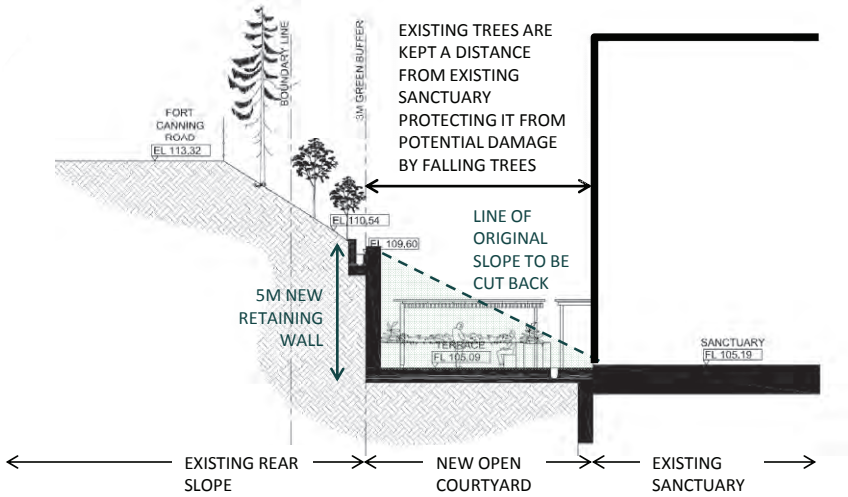 EXISTING TREES ARE
KEPT A DISTANCE
FROM EXISTING
SANCTUARY
PROTECTING IT FROM
POTENTIAL DAMAGE
BY FALLING TREES
BOUNDARY LINE
3M GREEN BUFFER
FORT
CANNING
ROAD
EL 113.32
EL 110.54
EL 109.60
LINE OF
ORIGINAL
SLOPE TO BE
CUT BACK
5M NEW
RETAINING
WALL
TERRACE
FL 105.09
SANCTUARY
FL 105.19
EXISTING REAR
SLOPE
NEW OPEN
COURTYARD
EXISTING
SANCTUARY